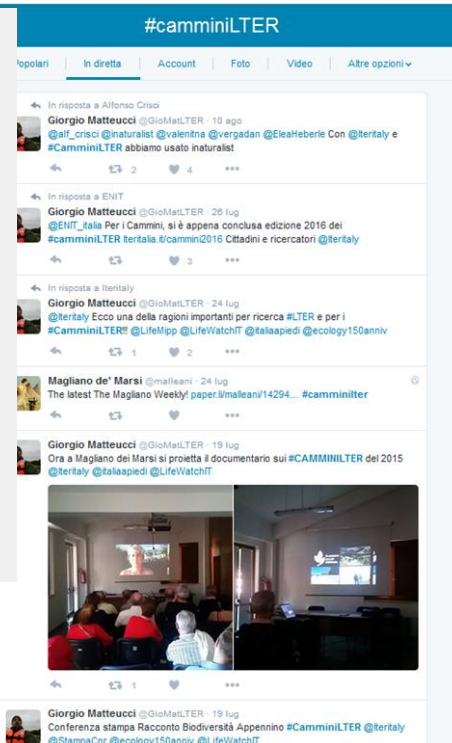 #camminiLTER
Popolari In diretta Account Foto Video Altre opzioni
In risposta a Alfonso Crisci
Giorgio Matteucci @GioMatLTER · 10 ago
@alf_crisci @inaturalist @valenitna @vergadan @EleaHeberle Con @lteritaly e
#CamminiLTER abbiamo usato inaturalist
2 4
In risposta a ENIT
Giorgio Matteucci @GioMatLTER · 26 lug
@ENIT_italia Per i Cammini, si è appena conclusa edizione 2016 dei
#camminiLTER lteritalia.it/cammini2016 Cittadini e ricercatori @lteritaly
3
In risposta a lteritaly
Giorgio Matteucci @GioMatLTER · 24 lug
@lteritaly Ecco una della ragioni importanti per ricerca #LTER e per i
#CamminiLTER!!! @LifeMipp @LifeWatchIT @italiaapiedi @ecology150anniv
1 2
Magliano de' Marsi @malleani · 24 lug
The latest The Magliano Weekly! paper.li/malleani/14294… #camminilter
Giorgio Matteucci @GioMatLTER · 19 lug
Ora a Magliano dei Marsi si proietta il documentario sui #CAMMINILTER del 2015
@lteritaly @italiaapiedi @LifeWatchIT
1
Giorgio Matteucci @GioMatLTER · 19 lug
Conferenza stampa Racconto Biodiversità Appennino #CamminiLTER @lteritaly
@StampaCnr @ecology150anniv @LifeWatchIT